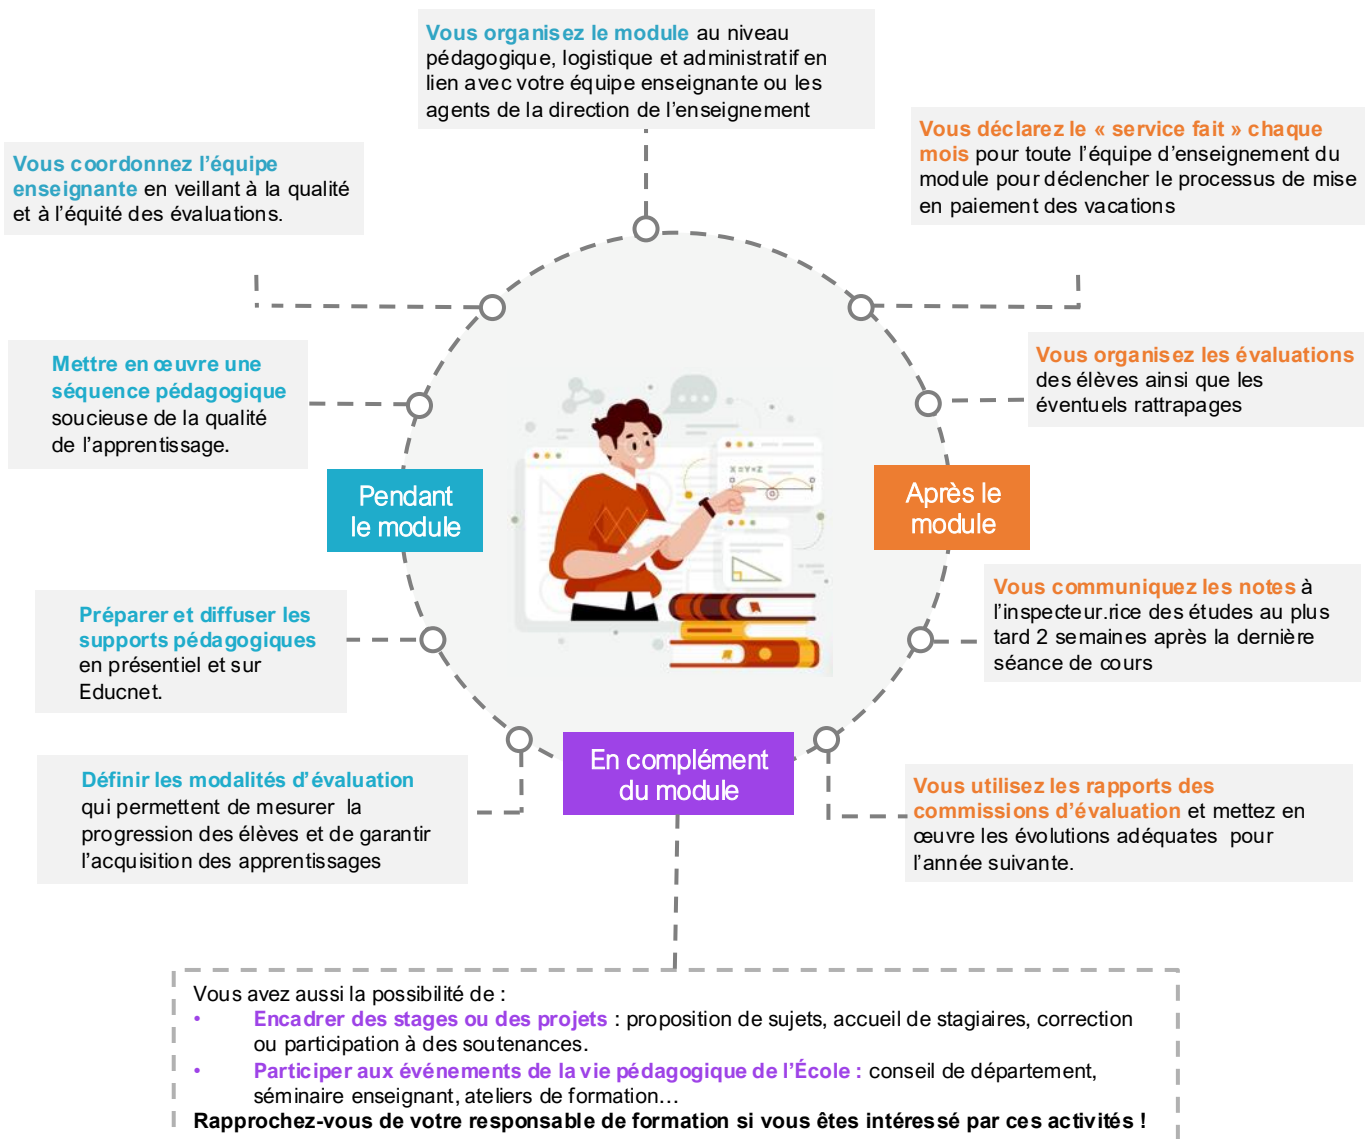 Vous organisez le module au niveau
pédagogique, logistique et administratif en
lien avec votre équipe enseignante ou les
agents de la direction de l'enseignement
Vous coordonnez l'équipe
enseignante en veillant à la qualité
et à l'équité des évaluations.
Mettre en œuvre une
séquence pédagogique
soucieuse de la qualité
de l'apprentissage.
Pendant
le module
Préparer et diffuser les
supports pédagogiques
en présentiel et sur
Educnet.
Définir les modalités d'évaluation
qui permettent de mesurer la
progression des élèves et de garantir
l'acquisition des apprentissages
X=Y+Z
Vous déclarez le « service fait » chaque
mois pour toute l'équipe d'enseignement du
module pour déclencher le processus de mise
en paiement des vacations
Vous organisez les évaluations
des élèves ainsi que les
éventuels rattrapages
Après le
module
Vous communiquez les notes à
l'inspecteur.rice des études au plus
tard 2 semaines après la dernière
séance de cours
Vous utilisez les rapports des
commissions d'évaluation et mettez en
œuvre les évolutions adéquates pour
l'année suivante.
En complément
du module
Vous avez aussi la possibilité de :
• Encadrer des stages ou des projets : proposition de sujets, accueil de stagiaires, correction
ou participation à des soutenances.
• Participer aux événements de la vie pédagogique de l'École : conseil de département,
séminaire enseignant, ateliers de formation…
Rapprochez-vous de votre responsable de formation si vous êtes intéressé par ces activités !